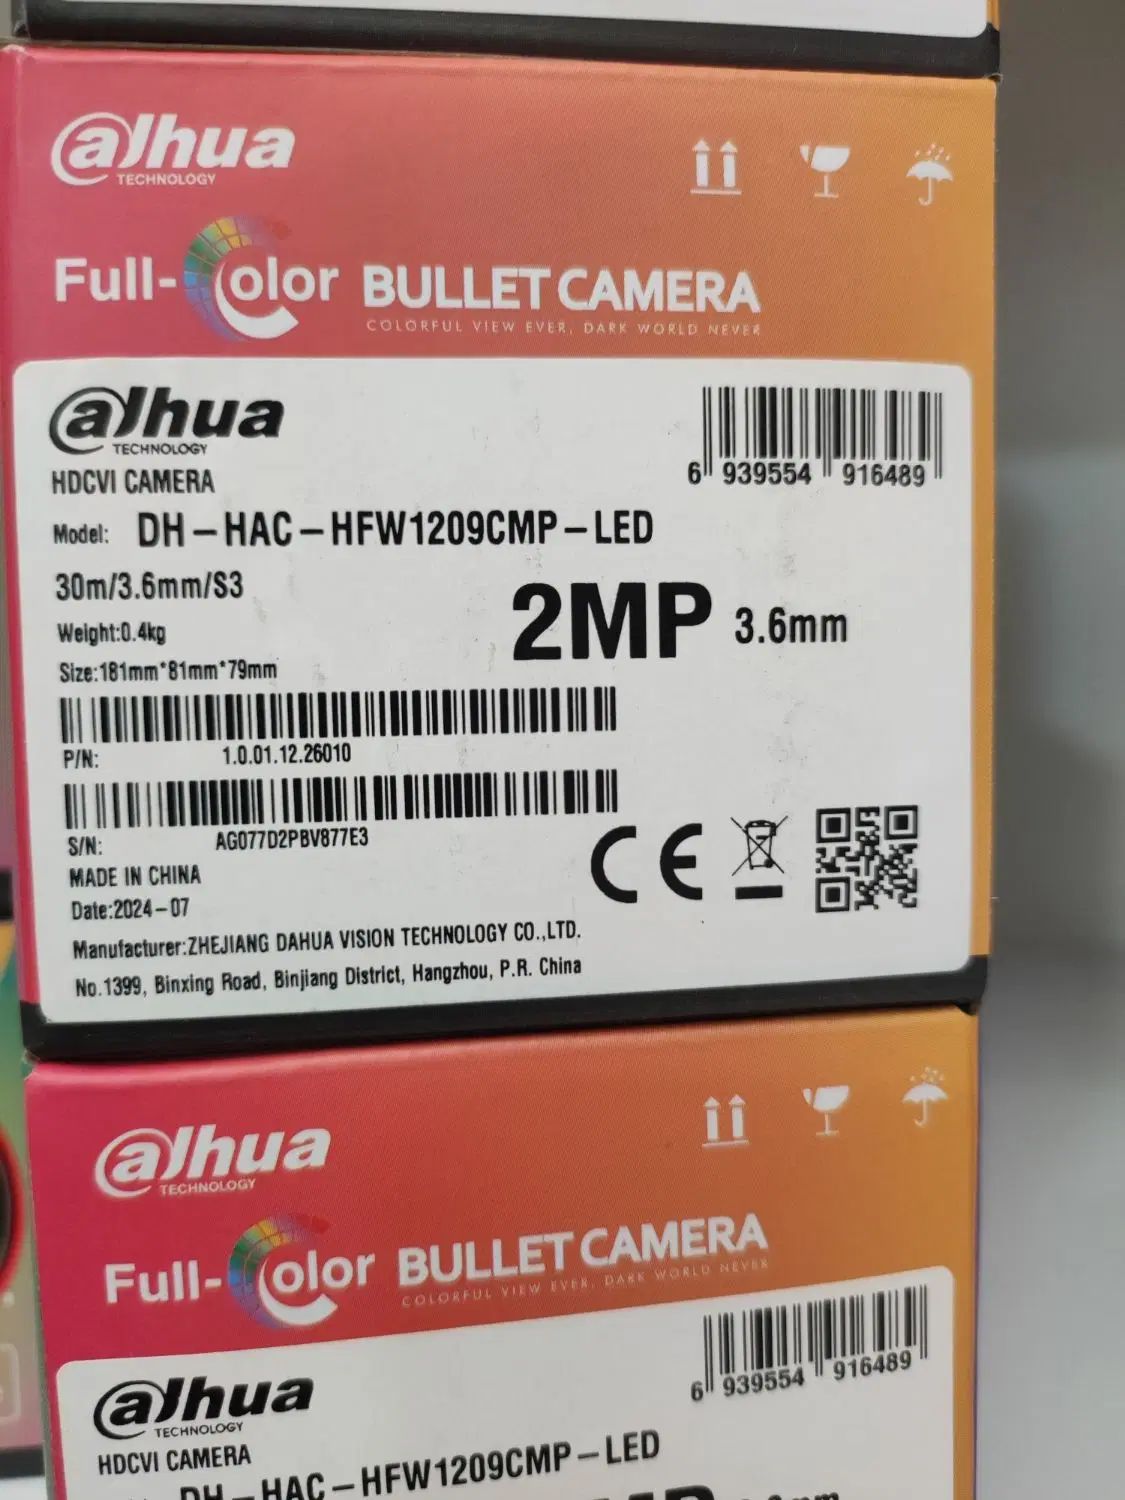 alhua
TECHNOLOGY
Full-Color BULLET CAMERA
COLORFUL VIEW EVER, DARK WORLD NEVER
alhua
TECHNOLOGY
6 939554 916489
HDCVI CAMERA
Model: DH-HAC-HFW1209CMP-LED
30m/3.6mm/S3
2MP 3.6mm
Weight:0.4kg
Size:181mm*81mm*79mm
P/N: 1.0.01.12.26010
S/N: AG077D2PBV877E3
CE
MADE IN CHINA
Date:2024-07
Manufacturer:ZHEJIANG DAHUA VISION TECHNOLOGY CO.,LTD.
No.1399, Binxing Road, Binjiang District, Hangzhou, P.R. China
alhua
TECHNOLOGY
Full-Color BULLET CAMERA
COLORFUL VIEW EVER, DARK WORLD NEVER
alhua
TECHNOLOGY
6 939554 916489
HDCVI CAMERA
DH-HAC-HFW1209CMP-LED